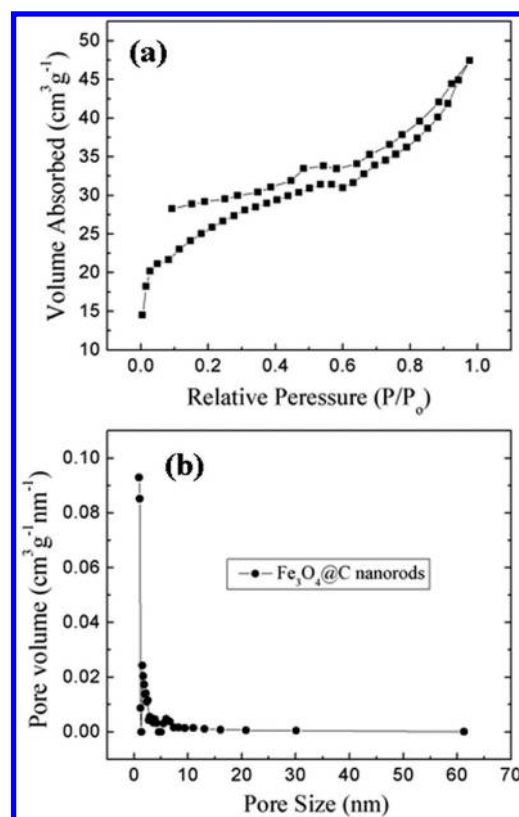 (a)
Volume Absorbed (cm³g⁻¹)
50
45
40
35
30
25
20
15
10
0.0 0.2 0.4 0.6 0.8 1.0
Relative Peressure (P/Pₒ)
(b)
Pore volume (cm³g⁻¹nm⁻¹)
0.10
0.08
0.06
0.04
0.02
0.00
Fe₃O₄@C nanorods
0 10 20 30 40 50 60 70
Pore Size (nm)